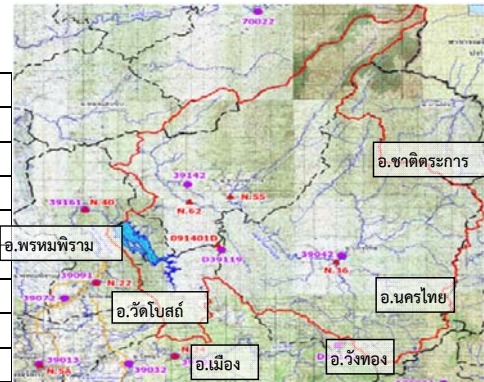 70022
อ.ชาติตระการ
39142
N.55
39161 N.40
N.62
อ.พรหมพิราม
D91401D
D39119
39042
N.36
39091
N.22
39072
อ.นครไทย
อ.วัดโบสถ์
39013
N.5A
39032
อ.เมือง
อ.วังทอง